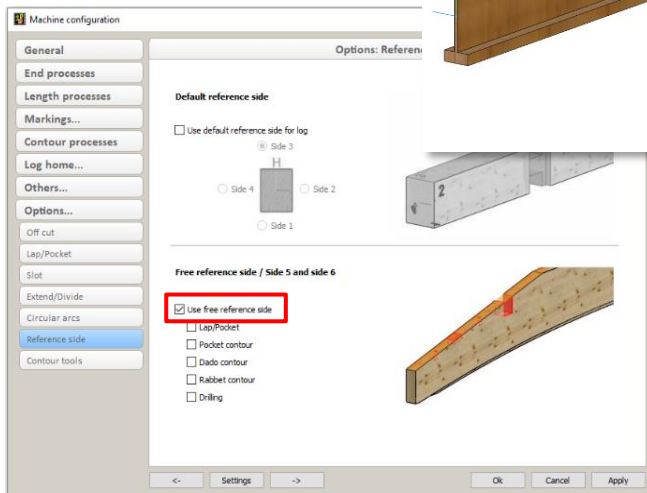 Machine configuration
General
End processes
Length processes
Markings...
Contour processes
Log home...
Others...
Options...
Off cut
Lap/Pocket
Slot
Extend/Divide
Circular arcs
Reference side
Contour tools
Options: Referen
Default reference side
Use default reference side for log
Side 3
H
Side 4
Side 2
Side 1
2
Free reference side / Side 5 and side 6
Use free reference side
Lap/Pocket
Pocket contour
Dado contour
Rabbet contour
Drilling
<-
Settings
->
Ok
Cancel
Apply